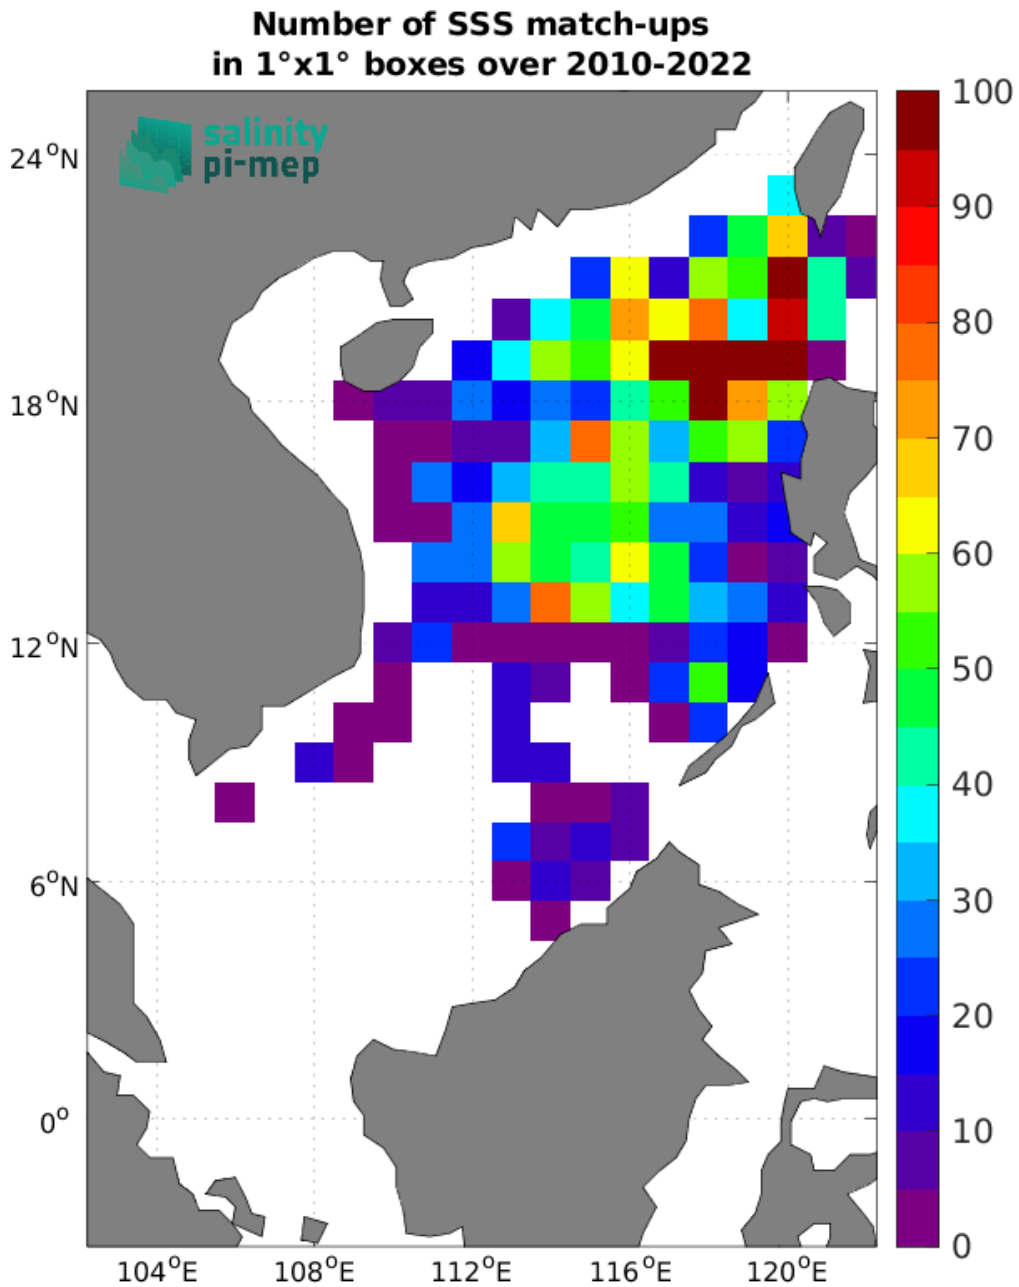 Number of SSS match-ups
in 1°x1° boxes over 2010-2022
salinity
pi-mep
24°N
18°N
12°N
6°N
0°
104°E 108°E 112°E 116°E 120°E
100
90
80
70
60
50
40
30
20
10
0